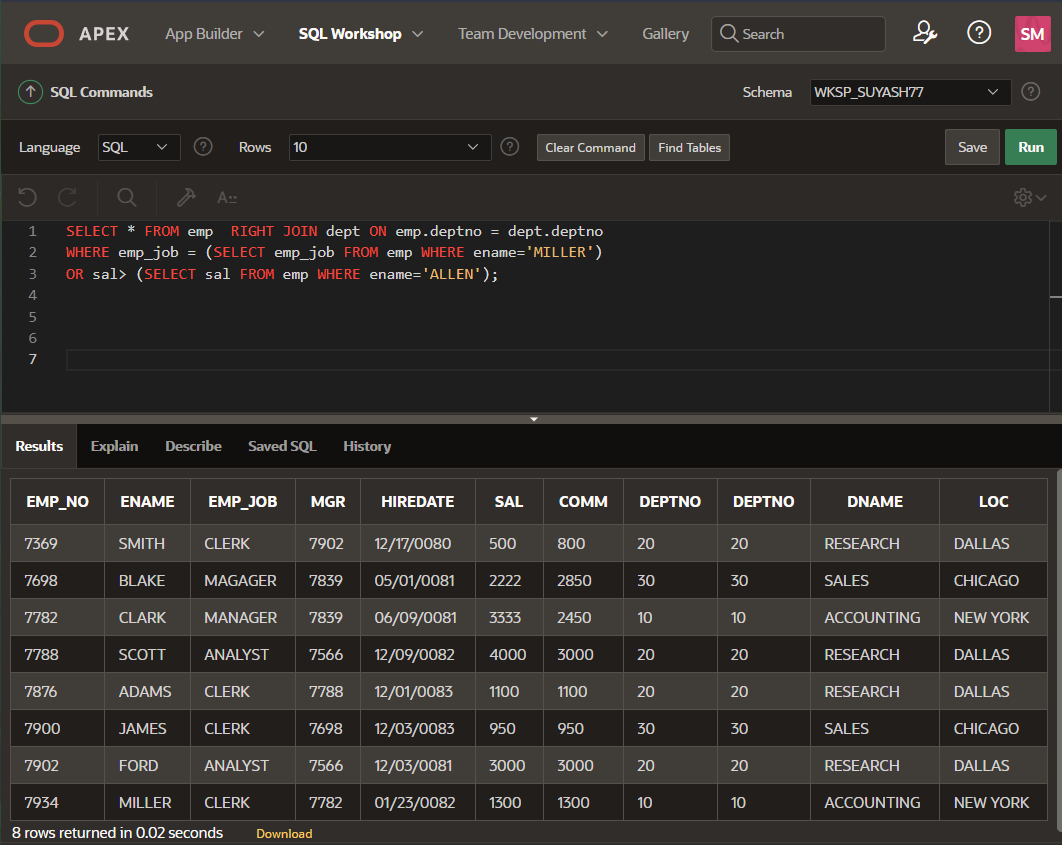 APEX App Builder SQL Workshop Team Development Gallery Search ? SM
SQL Commands Schema WKSP_SUYASH77 ?
Language SQL ? Rows 10 ? Clear Command Find Tables Save Run
A::
1 SELECT * FROM emp  RIGHT JOIN dept ON emp.deptno = dept.deptno
2 WHERE emp_job = (SELECT emp_job FROM emp WHERE ename='MILLER')
3 OR sal> (SELECT sal FROM emp WHERE ename='ALLEN');
4
5
6
7
Results Explain Describe Saved SQL History
EMP_NO ENAME EMP_JOB MGR HIREDATE SAL COMM DEPTNO DEPTNO DNAME LOC
7369 SMITH CLERK 7902 12/17/0080 500 800 20 20 RESEARCH DALLAS
7698 BLAKE MAGAGER 7839 05/01/0081 2222 2850 30 30 SALES CHICAGO
7782 CLARK MANAGER 7839 06/09/0081 3333 2450 10 10 ACCOUNTING NEW YORK
7788 SCOTT ANALYST 7566 12/09/0082 4000 3000 20 20 RESEARCH DALLAS
7876 ADAMS CLERK 7788 12/01/0083 1100 1100 20 20 RESEARCH DALLAS
7900 JAMES CLERK 7698 12/03/0083 950 950 30 30 SALES CHICAGO
7902 FORD ANALYST 7566 12/03/0081 3000 3000 20 20 RESEARCH DALLAS
7934 MILLER CLERK 7782 01/23/0082 1300 1300 10 10 ACCOUNTING NEW YORK
8 rows returned in 0.02 seconds Download